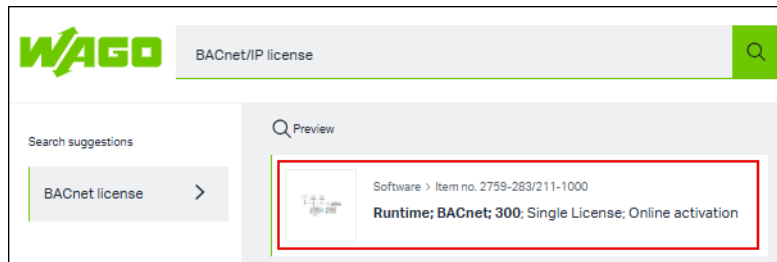 WAGO
BACnet/IP license
Search suggestions
Preview
BACnet license
Software > Item no. 2759-283/211-1000
Runtime; BACnet; 300; Single License; Online activation